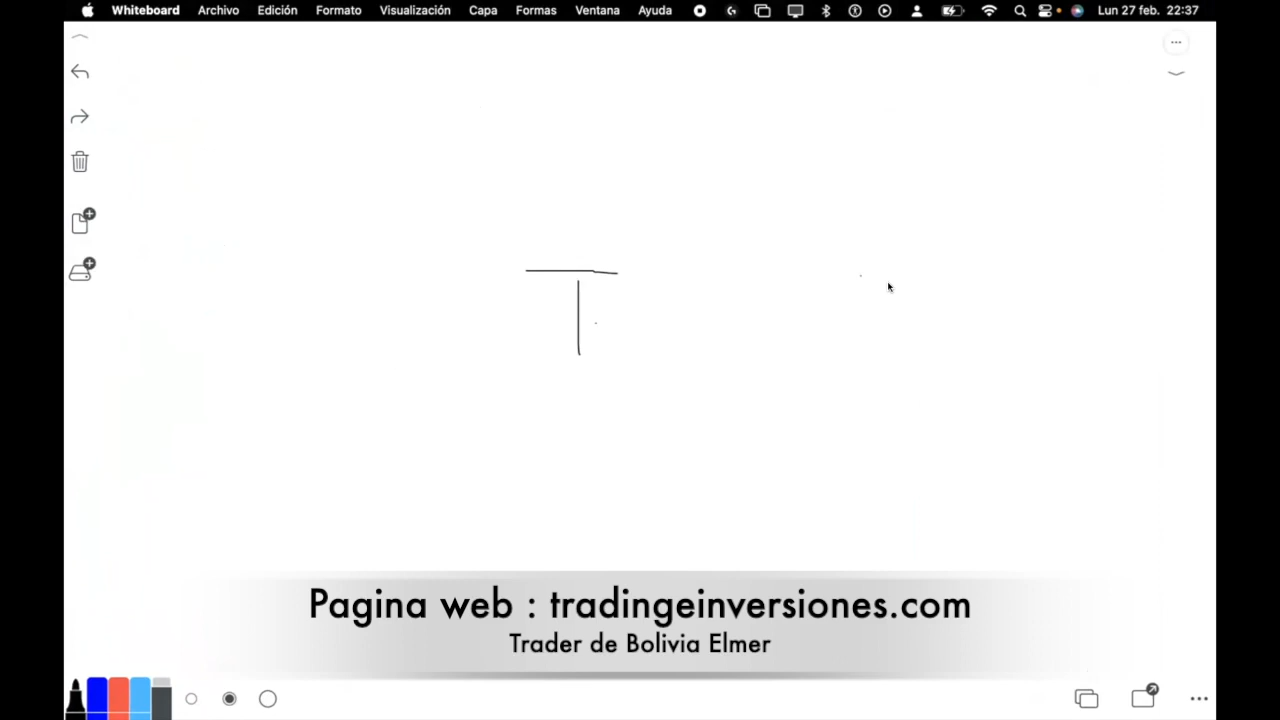 Whiteboard Archivo Edición Formato Visualización Capa Formas Ventana Ayuda Lun 27 feb. 22:37
T
Pagina web : tradingeinversiones.com
Trader de Bolivia Elmer